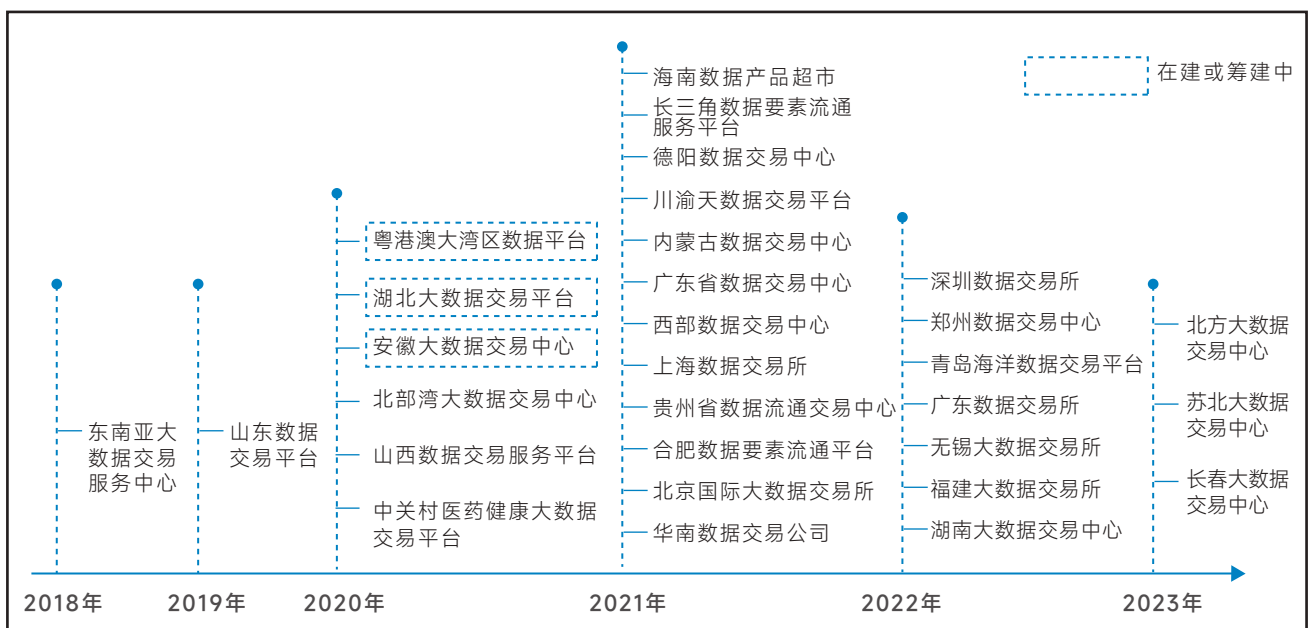 在建或筹建中
东南亚大
数据交易
服务中心
山东数据
交易平台
粤港澳大湾区数据平台
湖北大数据交易平台
安徽大数据交易中心
北部湾大数据交易中心
山西数据交易服务平台
中关村医药健康大数据
交易平台
海南数据产品超市
长三角数据要素流通
服务平台
德阳数据交易中心
川渝天数据交易平台
内蒙古数据交易中心
广东省数据交易中心
西部数据交易中心
上海数据交易所
贵州省数据流通交易中心
合肥数据要素流通平台
北京国际大数据交易所
华南数据交易公司
深圳数据交易所
郑州数据交易中心
青岛海洋数据交易平台
广东数据交易所
无锡大数据交易所
福建大数据交易所
湖南大数据交易中心
北方大数据
交易中心
苏北大数据
交易中心
长春大数据
交易中心
2018年
2019年
2020年
2021年
2022年
2023年